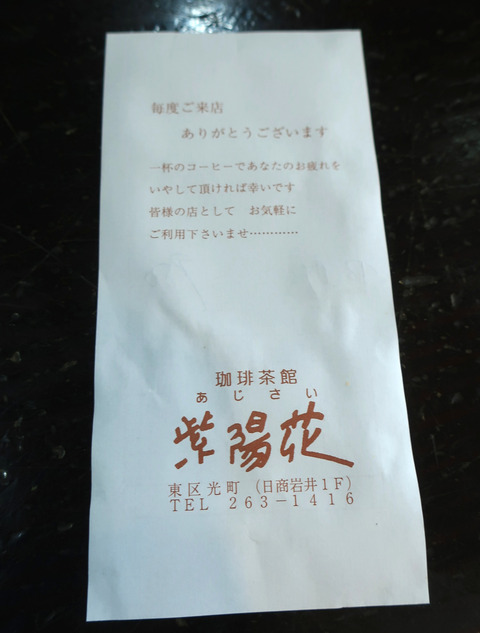 毎度ご来店
ありがとうございます
一杯のコーヒーであなたのお疲れを
いやして頂ければ幸いです
皆様の店として　お気軽に
ご利用下さいませ…………
珈琲茶館
あじさい
紫陽花
東区光町（日商岩井1F）
TEL 263-1416